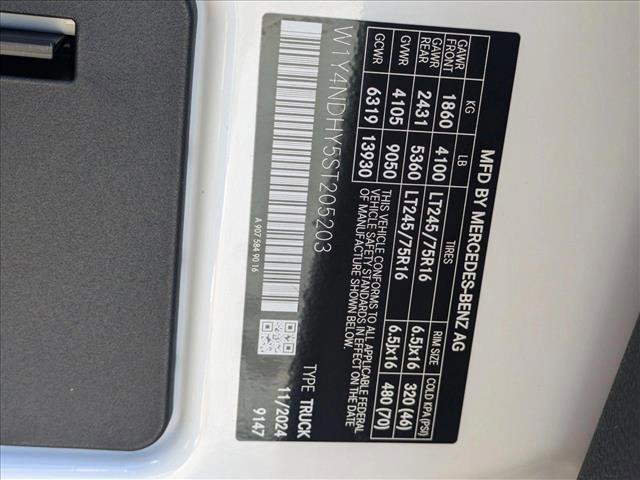 MFD BY MERCEDES-BENZ AG
KG LB TIRES RIM SIZE COLD KPA (PSI)
GAWR FRONT 1860 4100 LT245/75R16 6.5Jx16 320 (46)
GAWR REAR 2431 5360 LT245/75R16 6.5Jx16 480 (70)
GVWR 4105 9050
GCWR 6319 13930
THIS VEHICLE CONFORMS TO ALL APPLICABLE FEDERAL
VEHICLE SAFETY STANDARDS IN EFFECT ON THE DATE
OF MANUFACTURE SHOWN BELOW.
W1Y4NDHY5ST205203
TYPE TRUCK
11/2024
9147
A 907 584 90 16